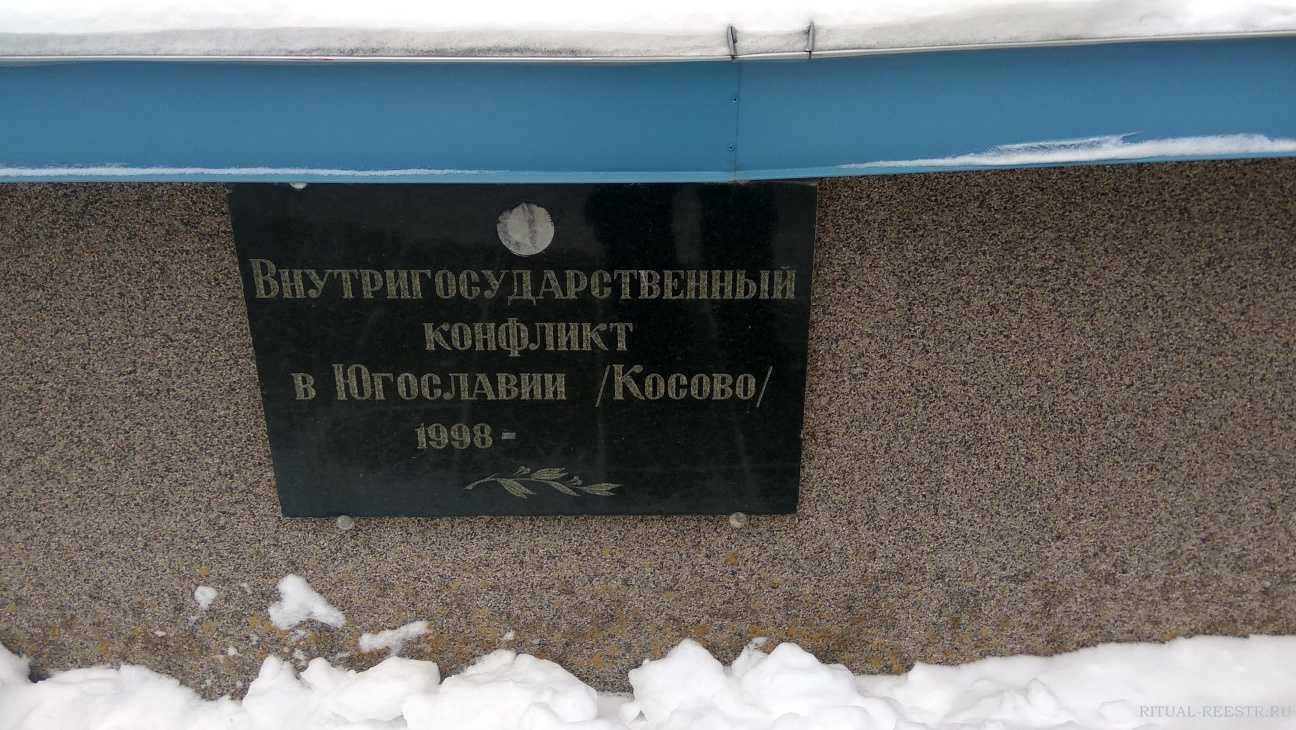 Внутригосударственный
конфликт
в Югославии /Косово/
1998-
RITUAL-REESTR.RU